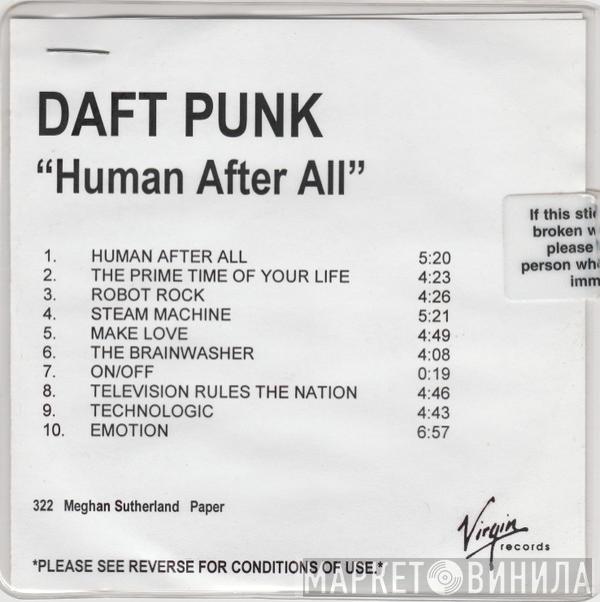 DAFT PUNK
“Human After All”
If this
broken
please
person
1. HUMAN AFTER ALL 5:20
2. THE PRIME TIME OF YOUR LIFE 4:23
3. ROBOT ROCK 4:26
4. STEAM MACHINE 5:21
5. MAKE LOVE 4:49
6. THE BRAINWASHER 4:08
7. ON/OFF 0:19
8. TELEVISION RULES THE NATION 4:46
9. TECHNOLOGIC 4:43
10. EMOTION 6:57
322 Meghan Sutherland Paper
Virgin
records
*PLEASE SEE REVERSE FOR CONDITIONS OF USE.*
МАРКЕТ ВИНИЛА